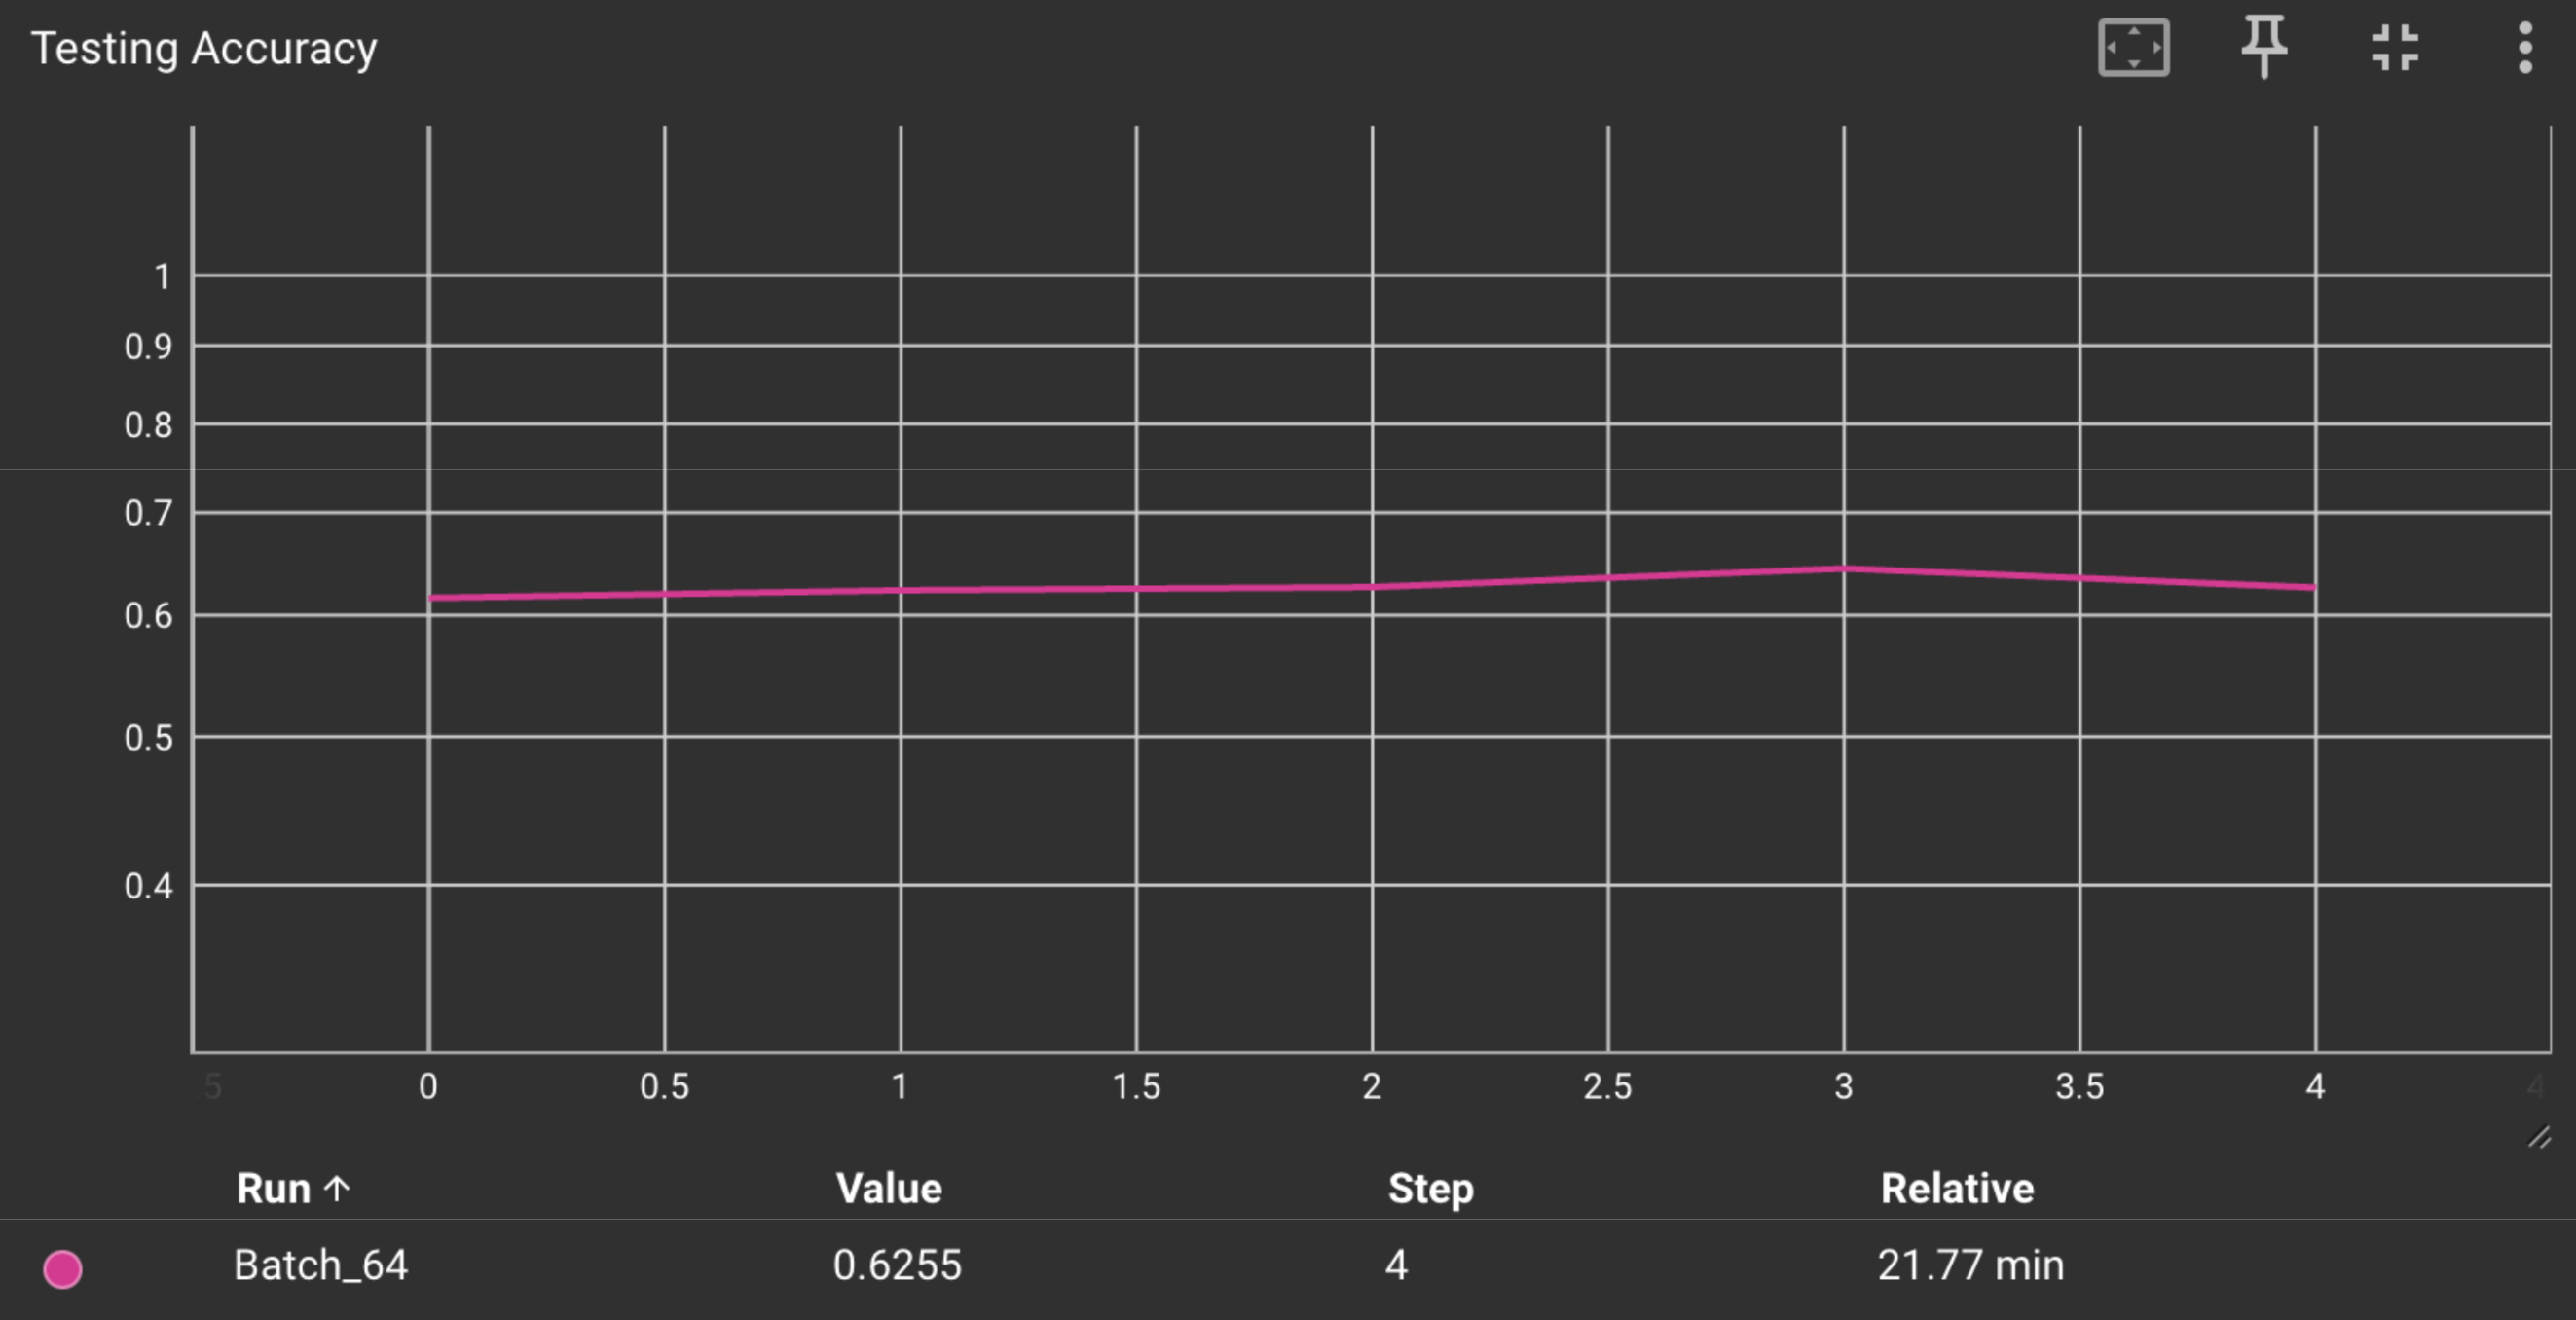 Testing Accuracy
1
0.9
0.8
0.7
0.6
0.5
0.4
5 0 0.5 1 1.5 2 2.5 3 3.5 4 4
Run ↑ Value Step Relative
Batch_64 0.6255 4 21.77 min